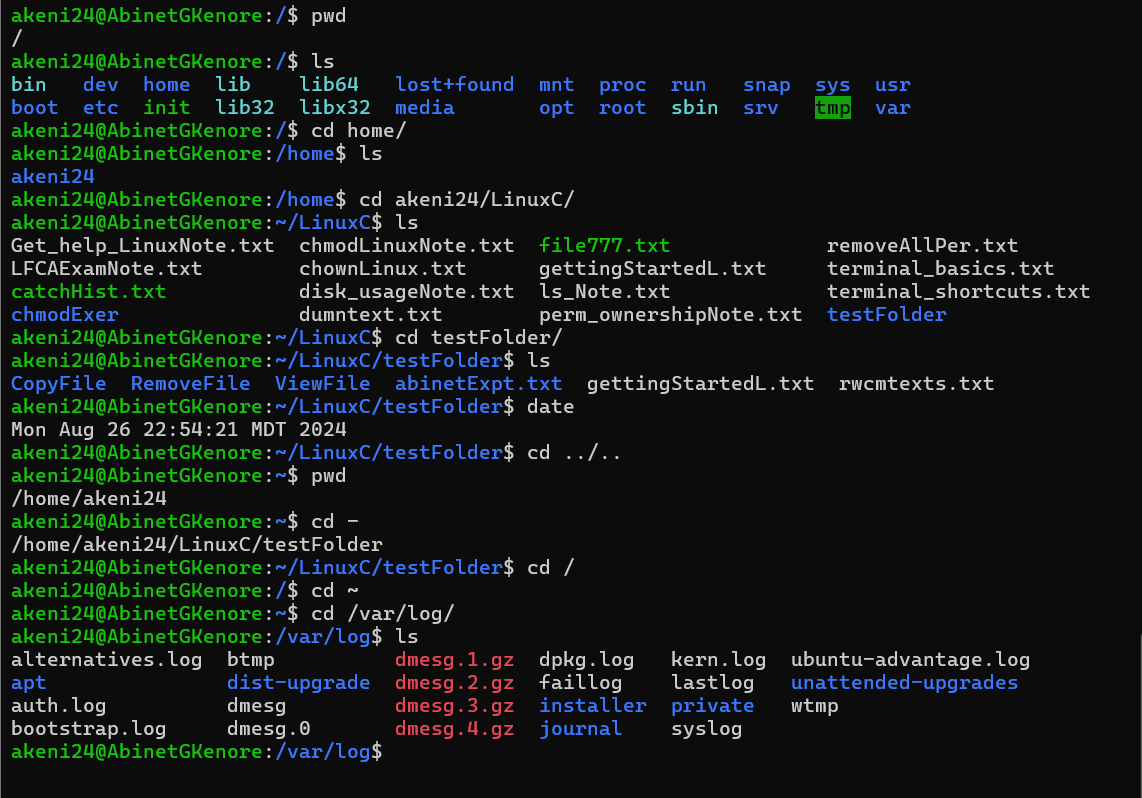 akeni24@AbinetGKenore:/$ pwd
/
akeni24@AbinetGKenore:/$ ls
bin   dev  home  lib    lib64   lost+found  mnt  proc  run   snap  sys  usr
boot  etc  init  lib32  libx32  media       opt  root  sbin  srv   tmp  var
akeni24@AbinetGKenore:/$ cd home/
akeni24@AbinetGKenore:/home$ ls
akeni24
akeni24@AbinetGKenore:/home$ cd akeni24/LinuxC/
akeni24@AbinetGKenore:~/LinuxC$ ls
Get_help_LinuxNote.txt  chmodLinuxNote.txt  file777.txt             removeAllPer.txt
LFCAExamNote.txt        chownLinux.txt      gettingStartedL.txt     terminal_basics.txt
catchHist.txt           disk_usageNote.txt  ls_Note.txt             terminal_shortcuts.txt
chmodExer               dumntext.txt        perm_ownershipNote.txt  testFolder
akeni24@AbinetGKenore:~/LinuxC$ cd testFolder/
akeni24@AbinetGKenore:~/LinuxC/testFolder$ ls
CopyFile  RemoveFile  ViewFile  abinetExpt.txt  gettingStartedL.txt  rwcmtexts.txt
akeni24@AbinetGKenore:~/LinuxC/testFolder$ date
Mon Aug 26 22:54:21 MDT 2024
akeni24@AbinetGKenore:~/LinuxC/testFolder$ cd ../..
akeni24@AbinetGKenore:~$ pwd
/home/akeni24
akeni24@AbinetGKenore:~$ cd -
/home/akeni24/LinuxC/testFolder
akeni24@AbinetGKenore:~/LinuxC/testFolder$ cd /
akeni24@AbinetGKenore:/$ cd ~
akeni24@AbinetGKenore:~$ cd /var/log/
akeni24@AbinetGKenore:/var/log$ ls
alternatives.log  btmp          dmesg.1.gz  dpkg.log   kern.log  ubuntu-advantage.log
apt               dist-upgrade  dmesg.2.gz  faillog    lastlog   unattended-upgrades
auth.log          dmesg         dmesg.3.gz  installer  private   wtmp
bootstrap.log     dmesg.0       dmesg.4.gz  journal    syslog
akeni24@AbinetGKenore:/var/log$